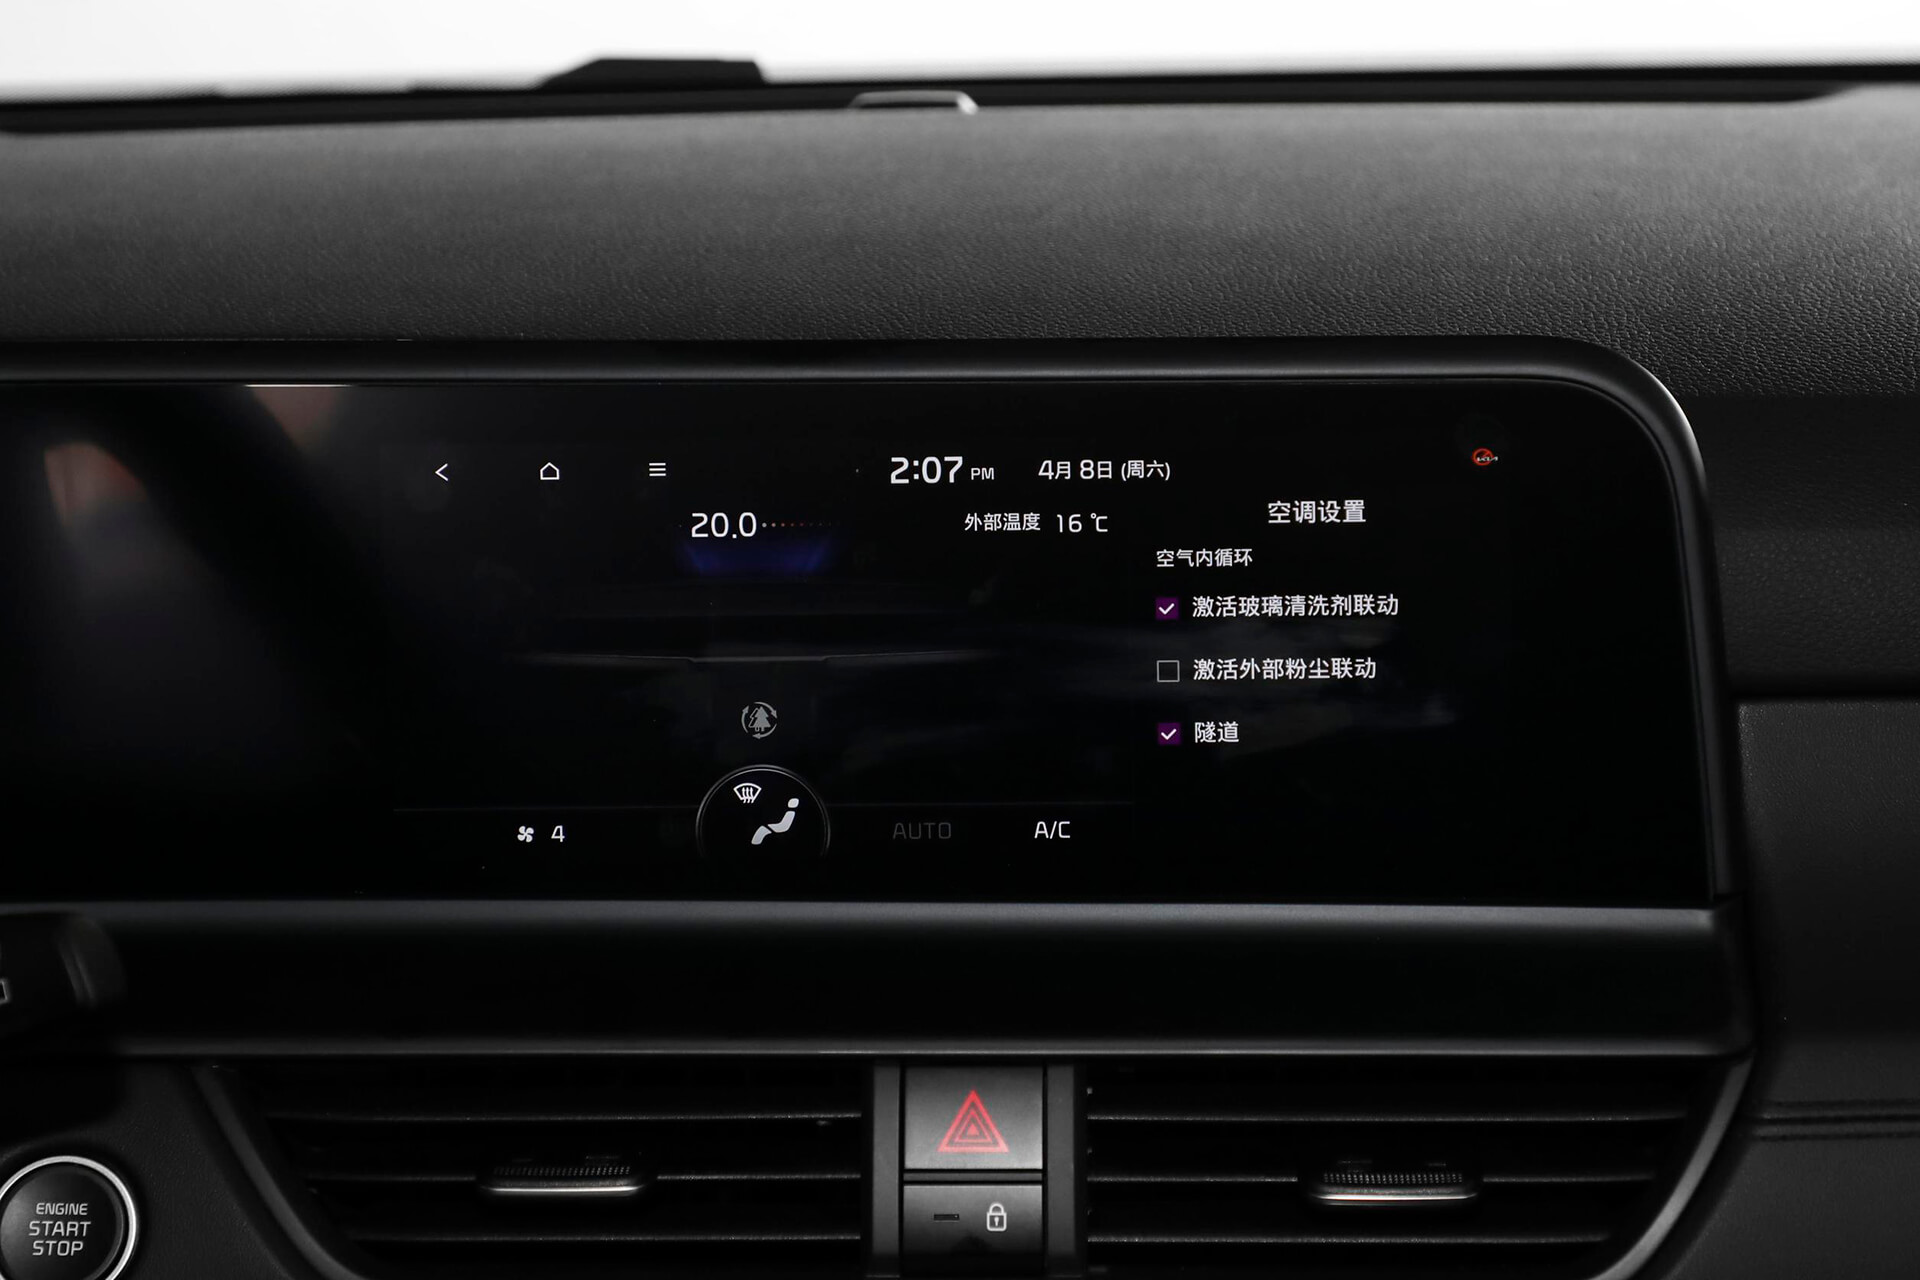 2:07 PM 4月 8日 (周六)
20.0 外部温度 16 ℃
空调设置
空气内循环
激活玻璃清洗剂联动
激活外部粉尘联动
隧道
4 AUTO A/C
ENGINE
START
STOP